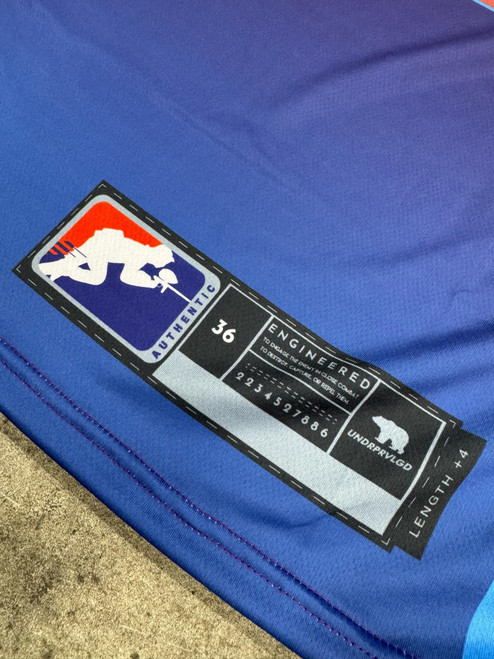 AUTHENTIC
36
ENGINEERED
TO ENGAGE THE ENEMY IN CLOSE COMBAT
TO DESTROY, CAPTURE, OR REPEL THEM.
2234527886
UNDRPRVLGD
LENGTH +4